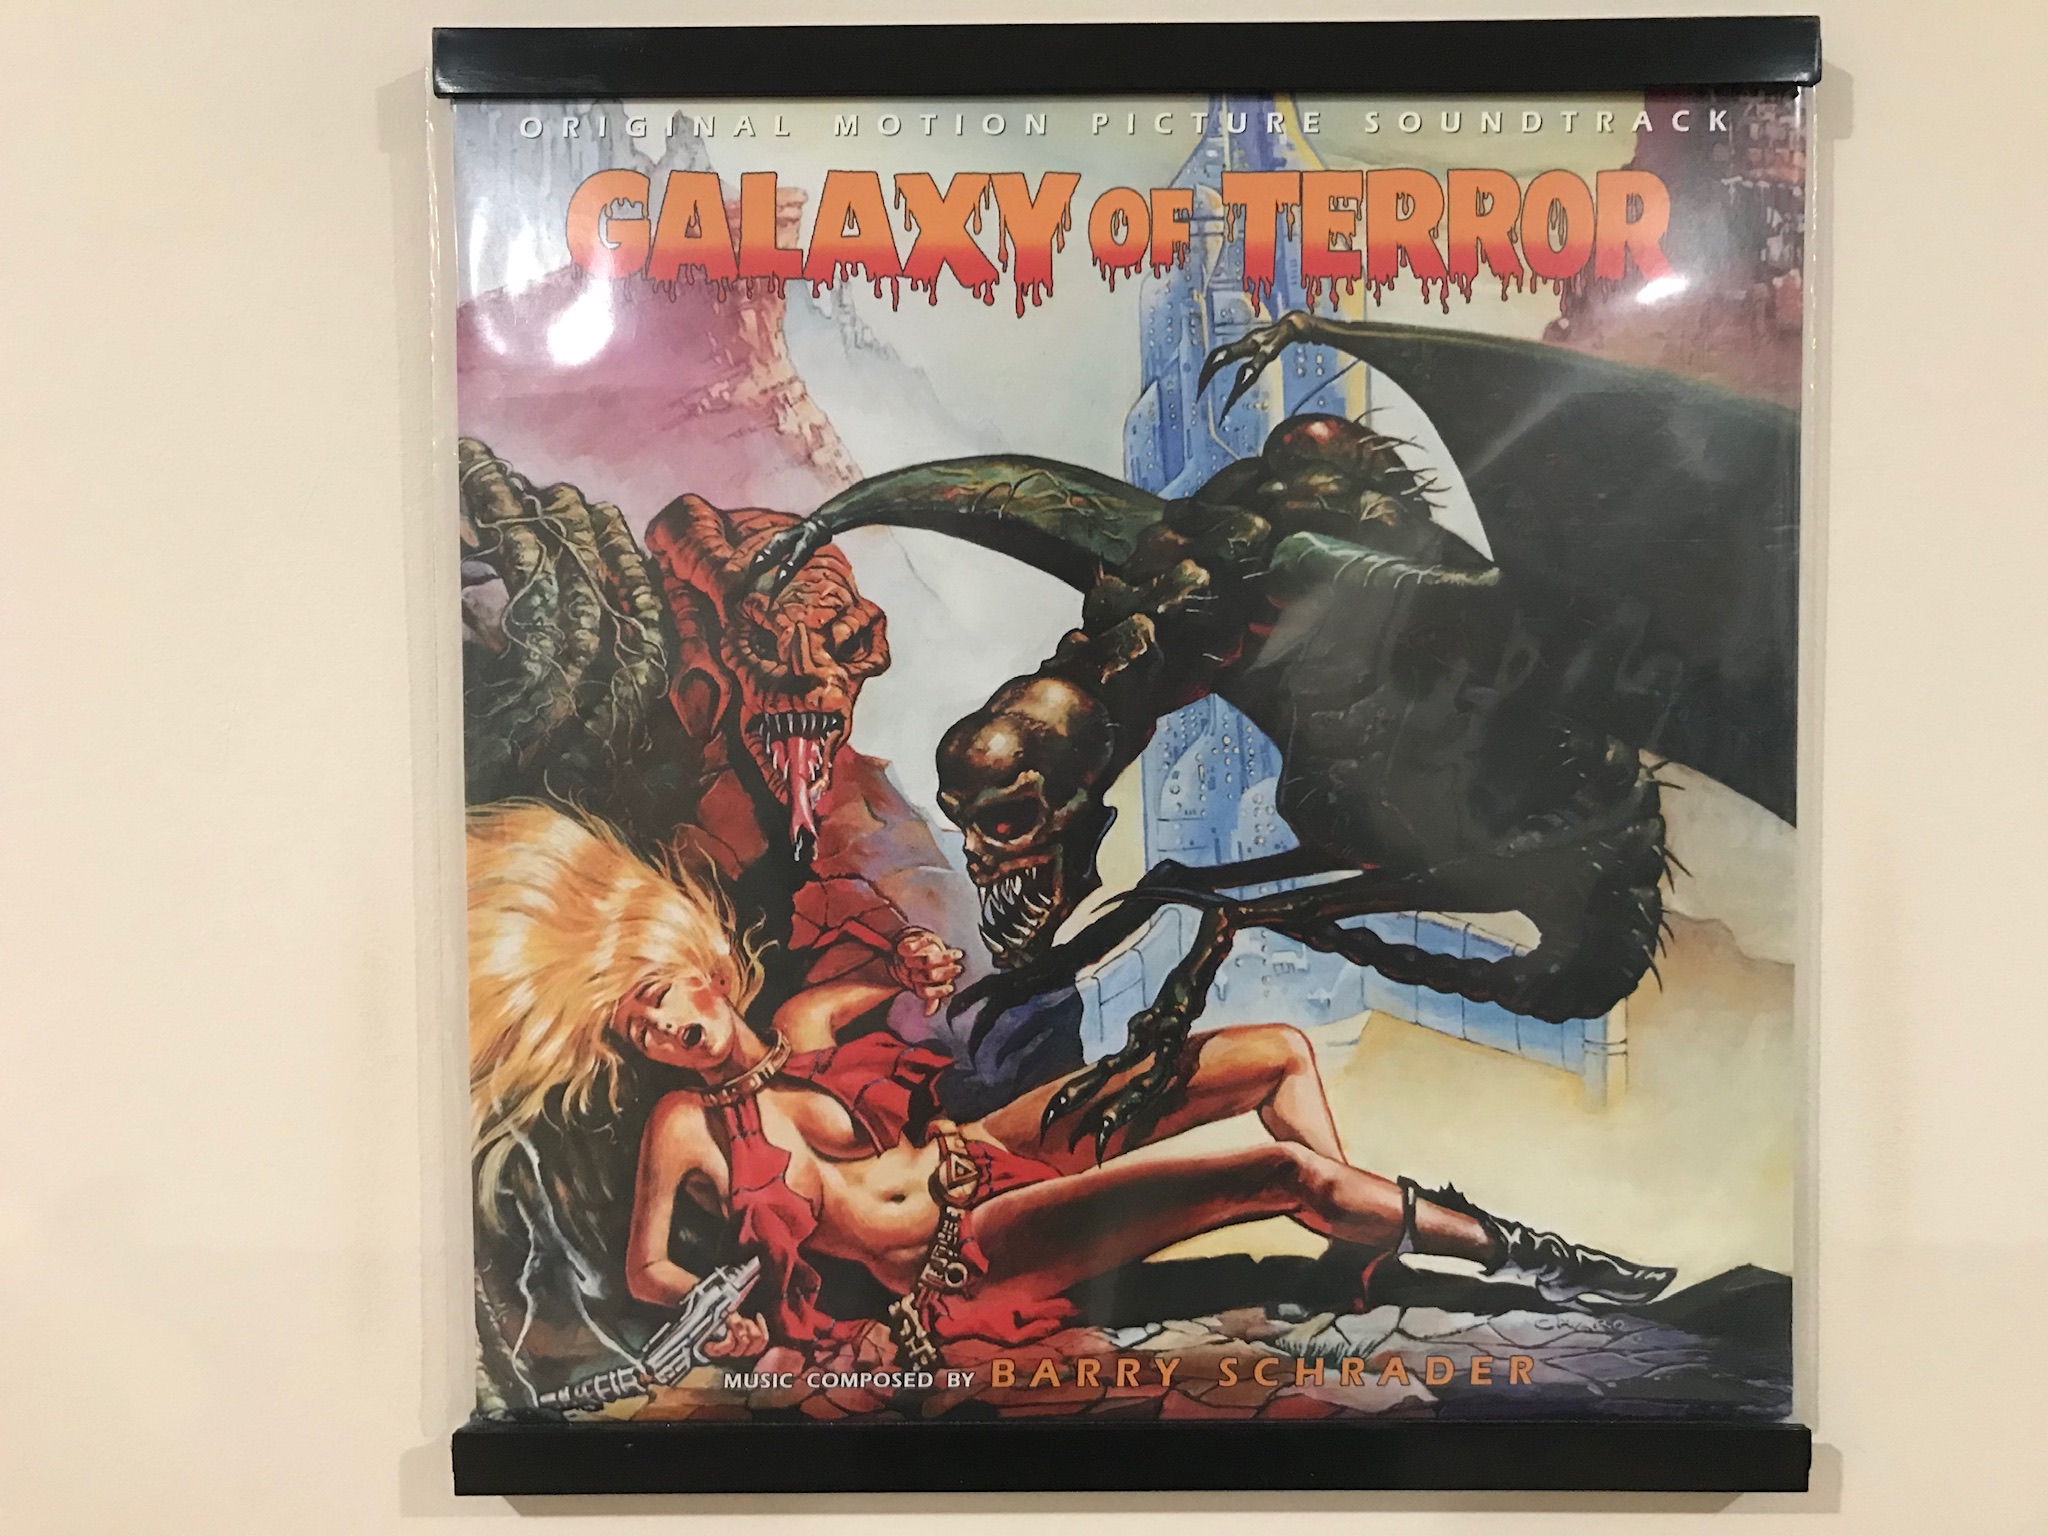 ORIGINAL MOTION PICTURE SOUNDTRACK
GALAXY OF TERROR
MUSIC COMPOSED BY BARRY SCHRADER